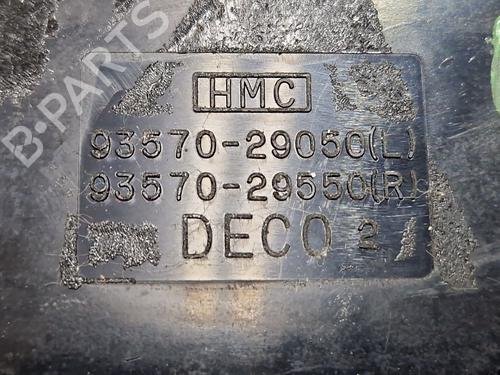 B-PARTS
HMC
93570-29050(L)
93570-29550(R)
DECO 2